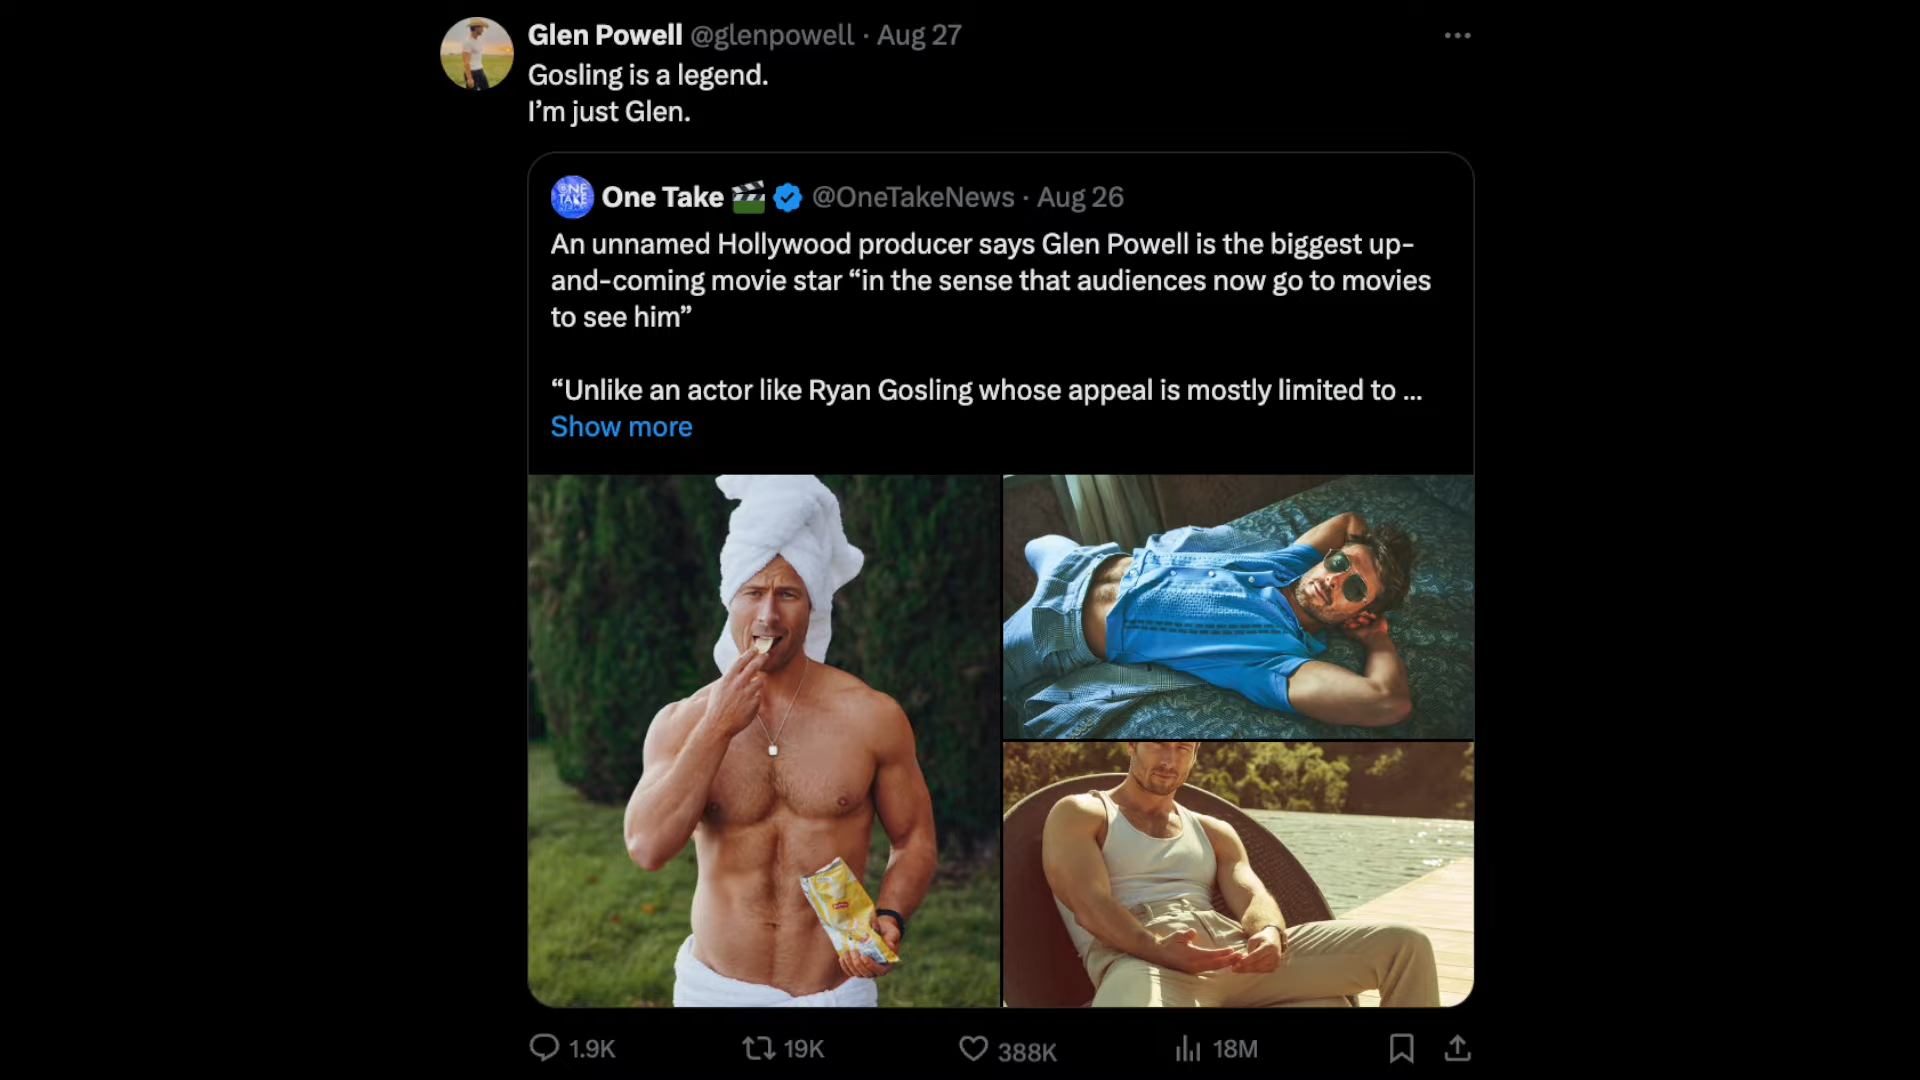 Glen Powell @glenpowell · Aug 27
Gosling is a legend.
I’m just Glen.
ONE
TAKE
NEWS
One Take 🎬 @OneTakeNews · Aug 26
An unnamed Hollywood producer says Glen Powell is the biggest up-
and-coming movie star “in the sense that audiences now go to movies
to see him”
“Unlike an actor like Ryan Gosling whose appeal is mostly limited to ...
Show more
1.9K 19K 388K 18M